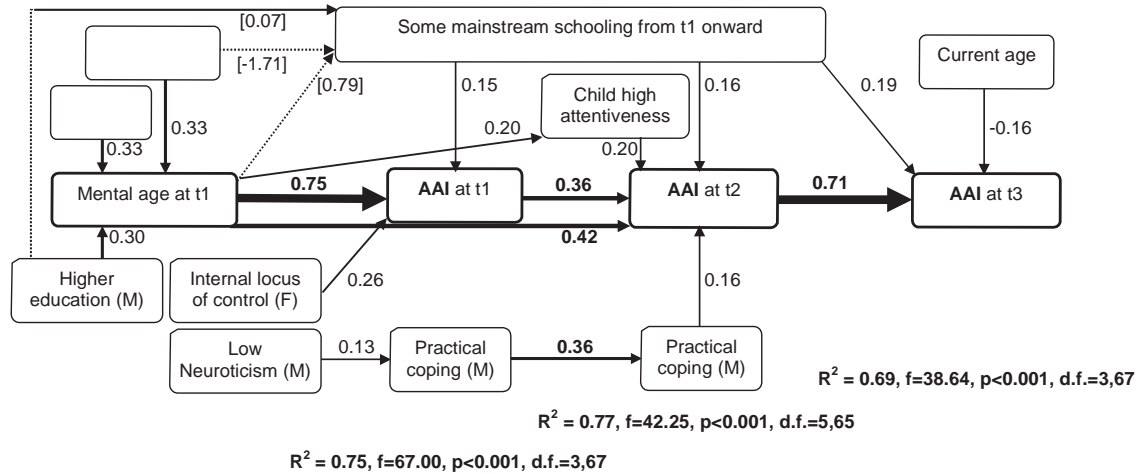 [0.07]
Some mainstream schooling from t1 onward
[-1.71]
[0.79]
Current age
0.15
0.16
0.19
Child high
attentiveness
0.33
0.33
0.20
0.20
-0.16
Mental age at t1
0.75
AAI at t1
0.36
AAI at t2
0.71
AAI at t3
0.42
0.30
Higher
education (M)
Internal locus
of control (F)
0.26
0.16
Low
Neuroticism (M)
0.13
Practical
coping (M)
0.36
Practical
coping (M)
R² = 0.69, f=38.64, p<0.001, d.f.=3,67
R² = 0.77, f=42.25, p<0.001, d.f.=5,65
R² = 0.75, f=67.00, p<0.001, d.f.=3,67